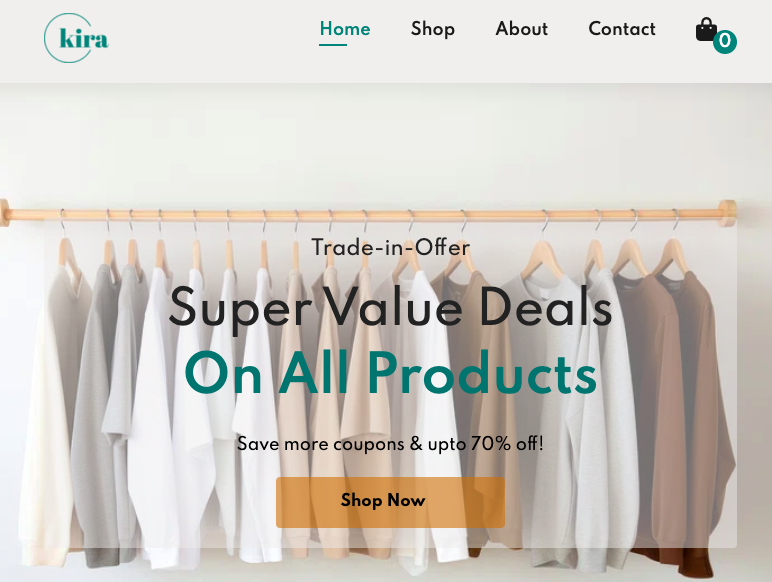 kira
Home Shop About Contact
0
Trade-in-Offer
Super Value Deals
On All Products
Save more coupons & upto 70% off!
Shop Now